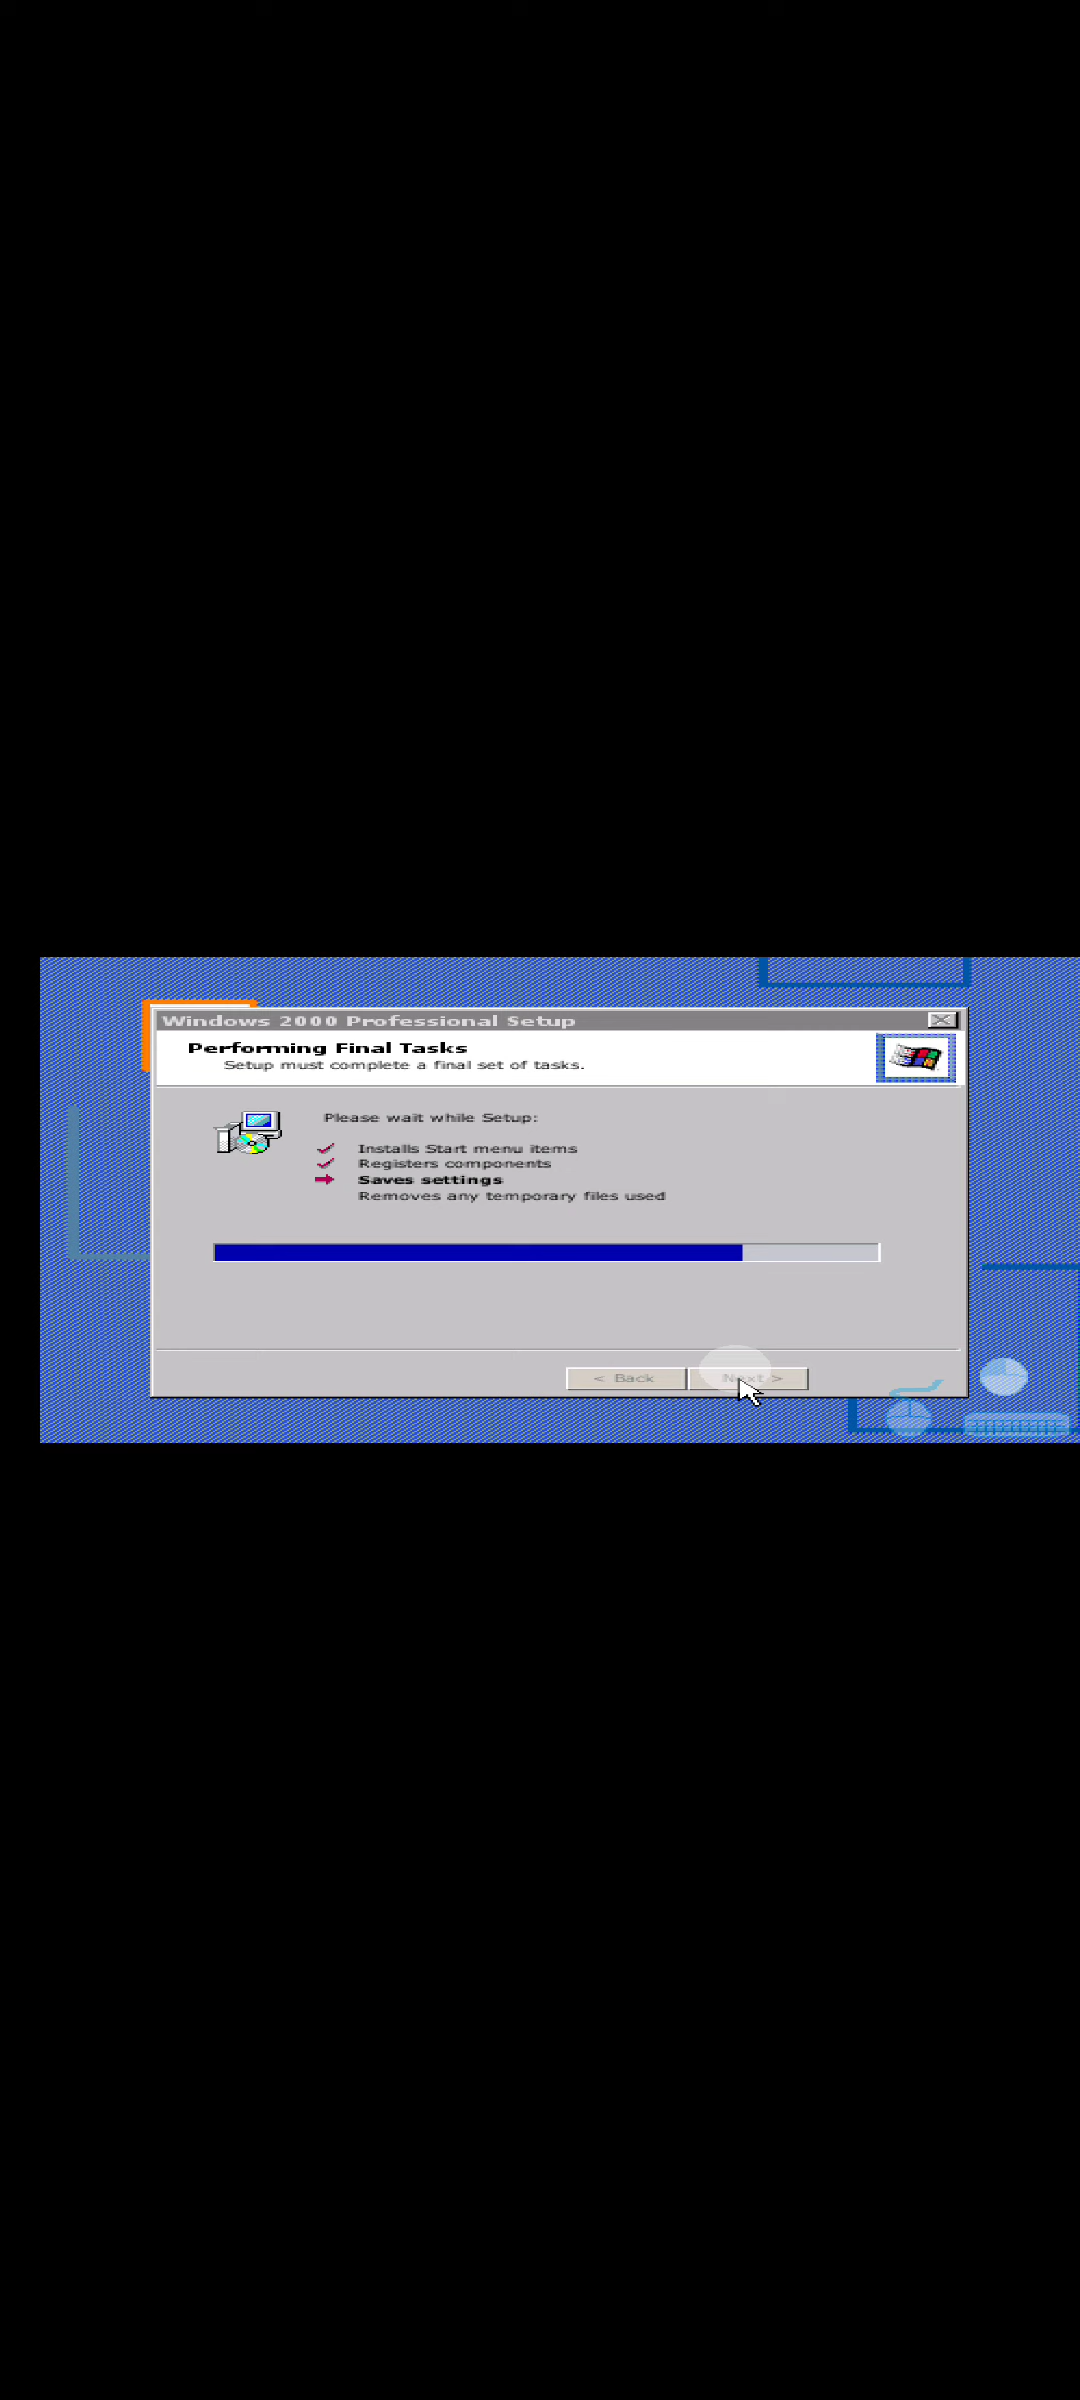 Windows 2000 Professional Setup
Performing Final Tasks
Setup must complete a final set of tasks.
Please wait while Setup:
Installs Start menu items
Registers components
Saves settings
Removes any temporary files used
< Back
Next >